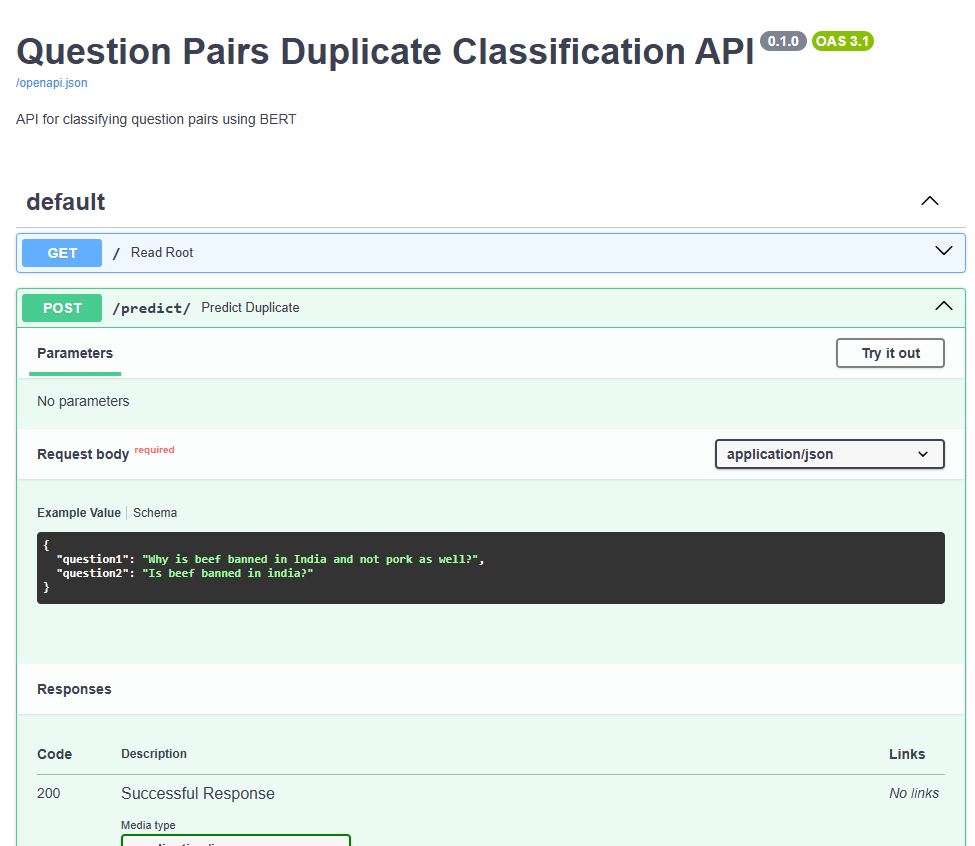 Question Pairs Duplicate Classification API 0.1.0 OAS 3.1
/openapi.json
API for classifying question pairs using BERT
default
GET / Read Root
POST /predict/ Predict Duplicate
Parameters Try it out
No parameters
Request body required application/json
Example Value Schema
{
"question1": "Why is beef banned in India and not pork as well?",
"question2": "Is beef banned in india?"
}
Responses
Code Description Links
200 Successful Response No links
Media type